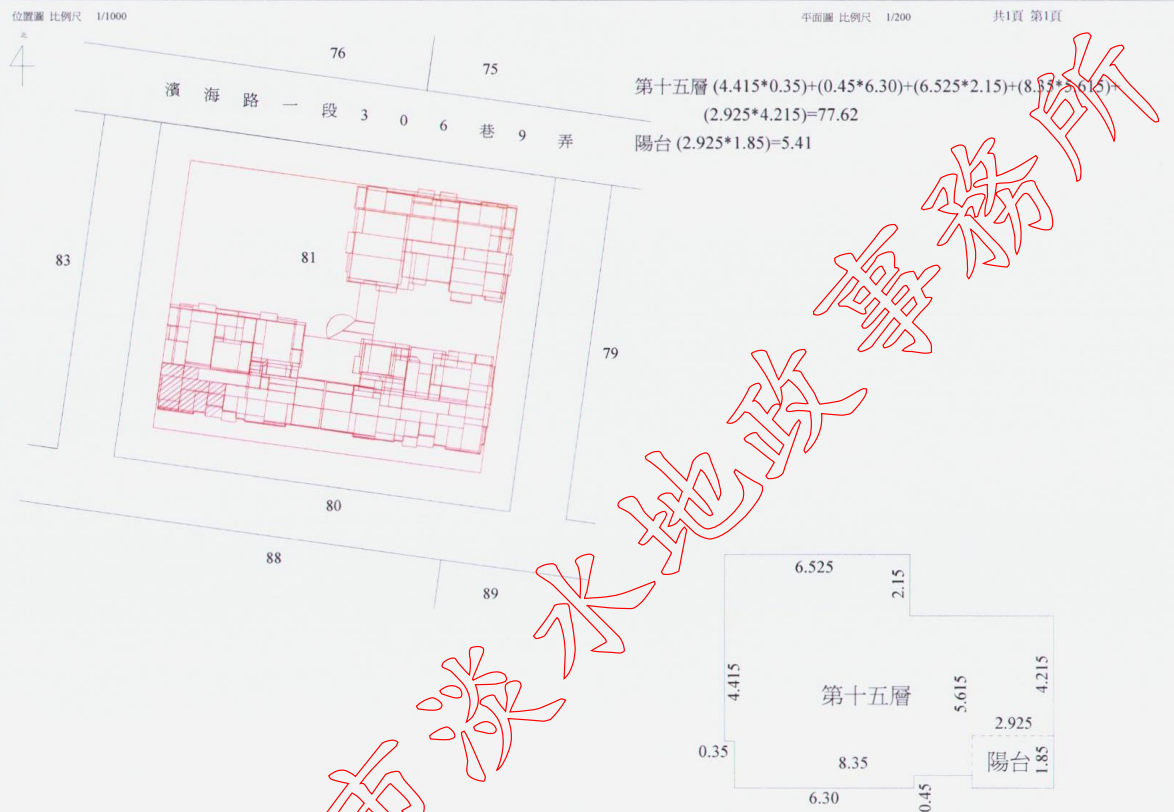 位置圖 比例尺 1/1000
平面圖 比例尺 1/200
共1頁 第1頁
北
76
75
濱海路一段306巷9弄
第十五層 (4.415*0.35)+(0.45*6.30)+(6.525*2.15)+(8.35*5.615)+
(2.925*4.215)=77.62
陽台 (2.925*1.85)=5.41
83
81
79
80
88
89
6.525
2.15
4.415
第十五層
5.615
4.215
2.925
0.35
8.35
陽台
1.85
6.30
0.45
市淡水地政事務所